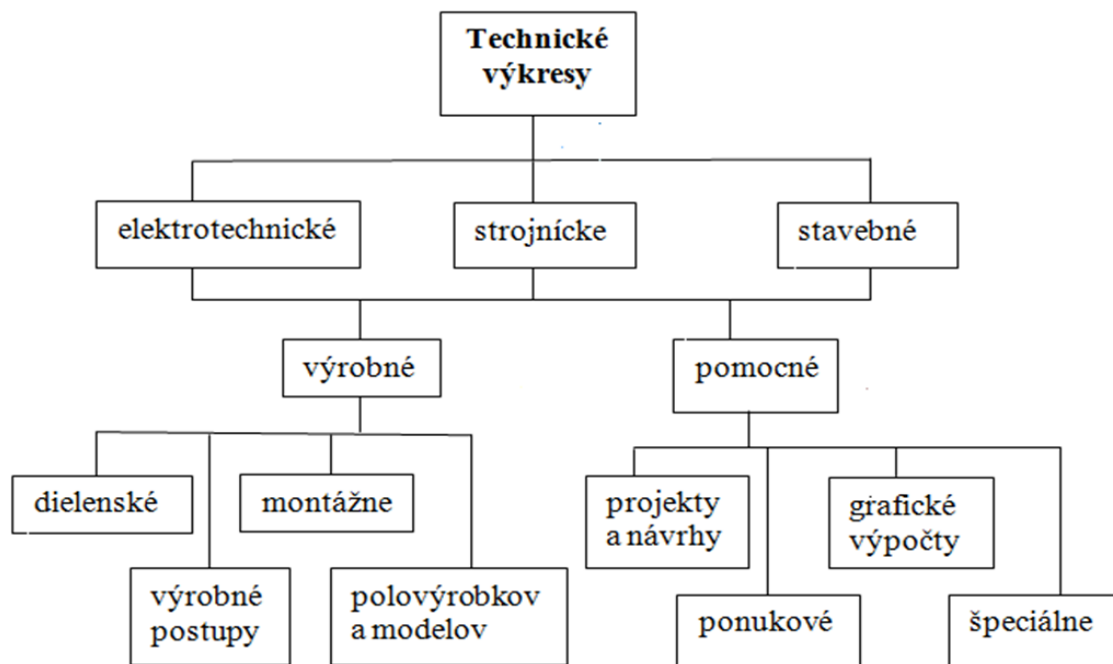 Technické
výkresy
elektrotechnické
strojnícke
stavebné
výrobné
pomocné
dielenské
montážne
projekty
a návrhy
grafické
výpočty
výrobné
postupy
polovýrobkov
a modelov
ponukové
špeciálne